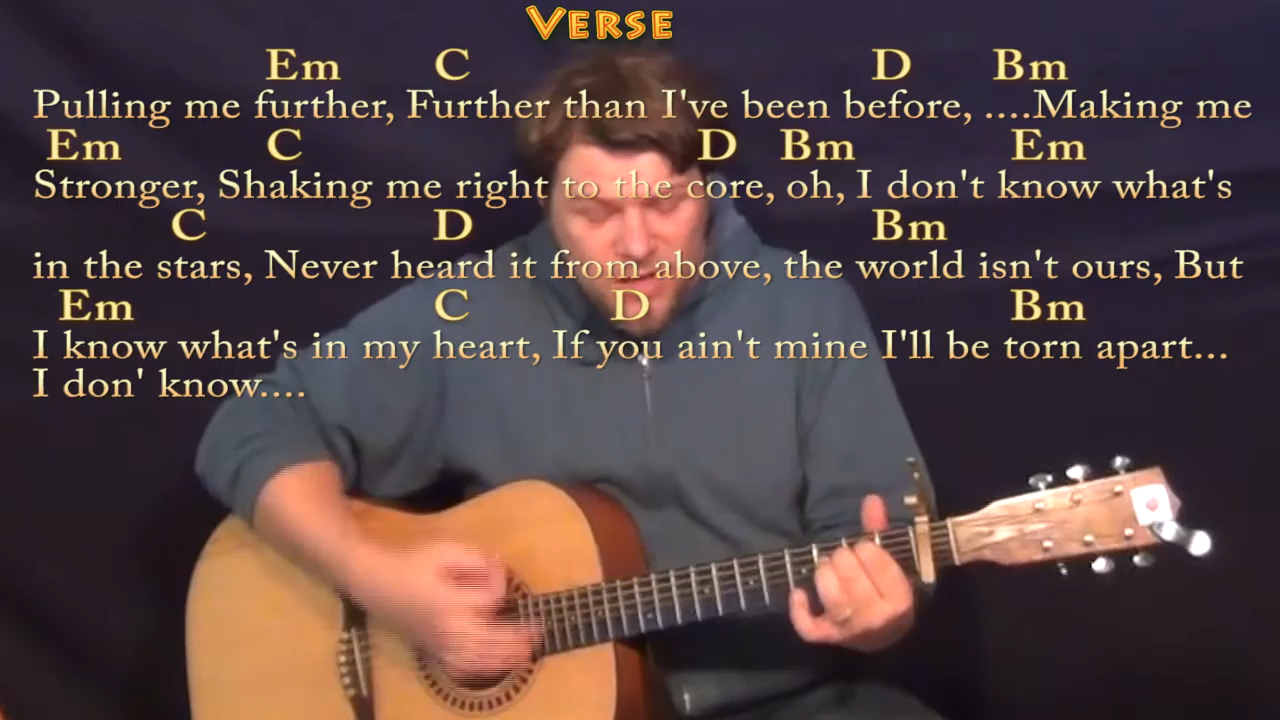 VERSE
Em C D Bm
Pulling me further, Further than I've been before, ....Making me
Em C D Bm Em
Stronger, Shaking me right to the core, oh, I don't know what's
C D Bm
in the stars, Never heard it from above, the world isn't ours, But
Em C D Bm
I know what's in my heart, If you ain't mine I'll be torn apart...
I don' know....